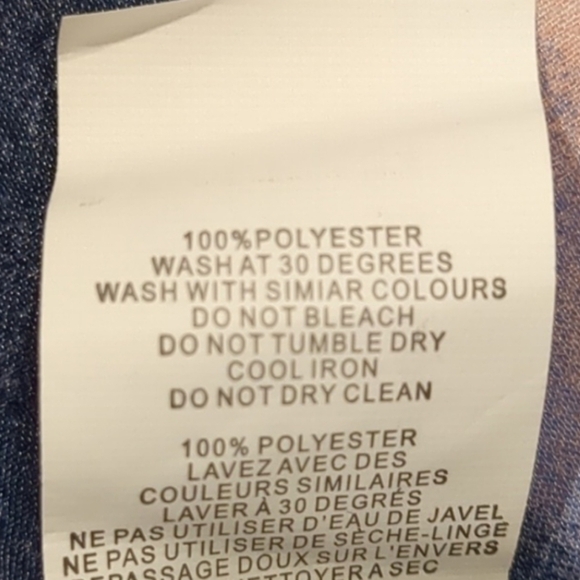 100%POLYESTER
WASH AT 30 DEGREES
WASH WITH SIMIAR COLOURS
DO NOT BLEACH
DO NOT TUMBLE DRY
COOL IRON
DO NOT DRY CLEAN
100% POLYESTER
LAVEZ AVEC DES
COULEURS SIMILAIRES
LAVER À 30 DEGRÉS
NE PAS UTILISER D'EAU DE JAVEL
NE PAS UTILISER DE SÈCHE-LINGE
REPASSAGE DOUX SUR L'ENVERS
NETTOYER A SEC